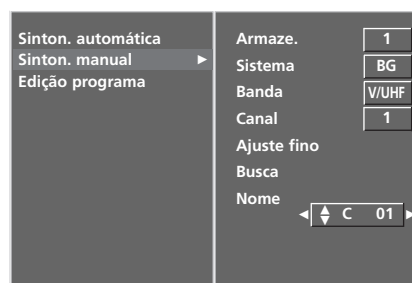 Sinton. automática
Sinton. manual ►
Edição programa
Armaze. 1
Sistema BG
Banda V/UHF
Canal 1
Ajuste fino
Busca
Nome
C 01